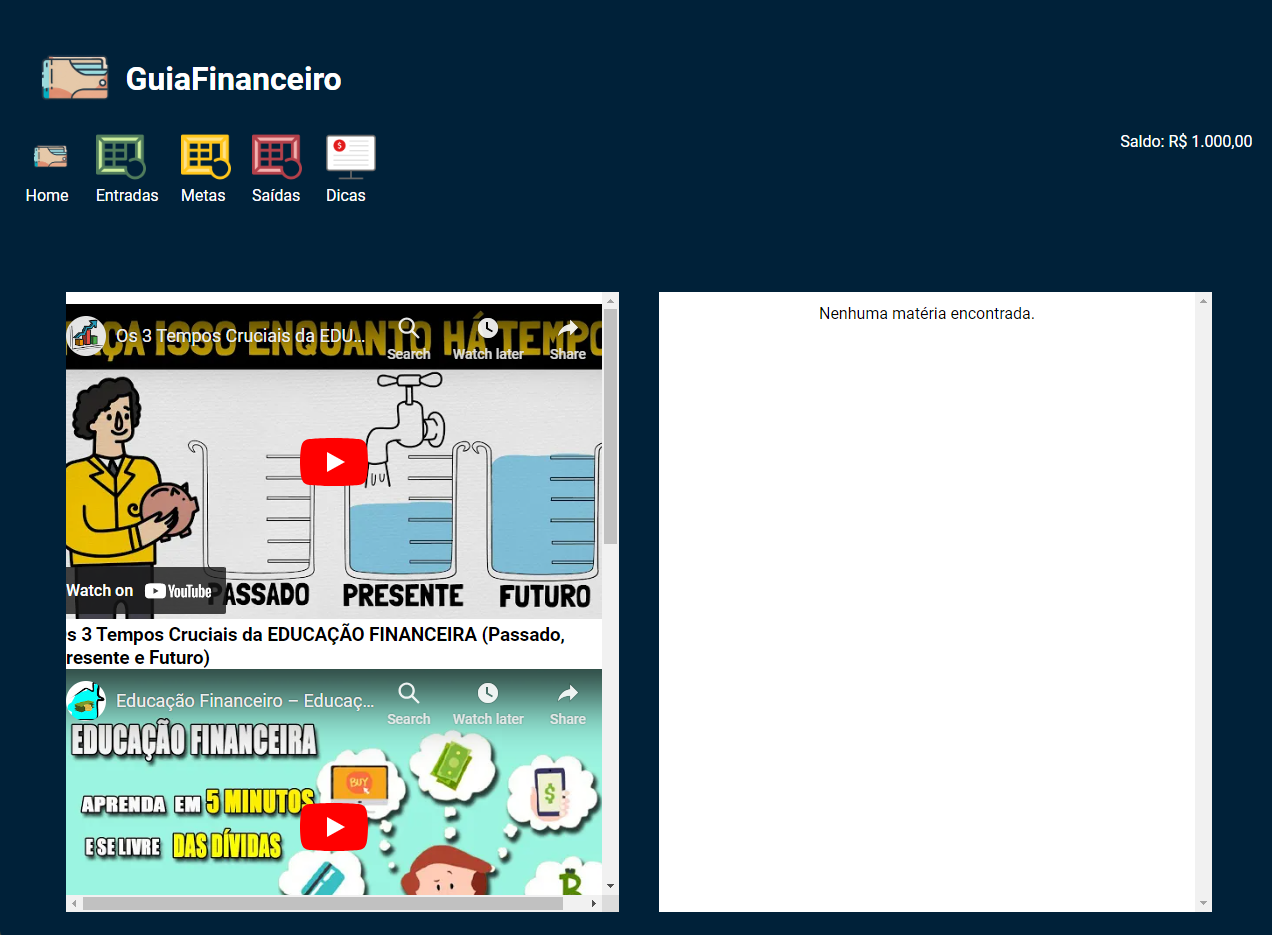 GuiaFinanceiro
Saldo: R$ 1.000,00
Home
Entradas
Metas
Saídas
Dicas
ÇA ISSO ENQUANTO HÁ TEMPO
Os 3 Tempos Cruciais da EDU...
Search
Watch later
Share
PASSADO
PRESENTE
FUTURO
Watch on YouTube
s 3 Tempos Cruciais da EDUCAÇÃO FINANCEIRA (Passado,
resente e Futuro)
Educação Financeiro – Educaç...
Search
Watch later
Share
EDUCAÇÃO FINANCEIRA
BUY
APRENDA EM 5 MINUTOS
E SE LIVRE DAS DÍVIDAS
Nenhuma matéria encontrada.